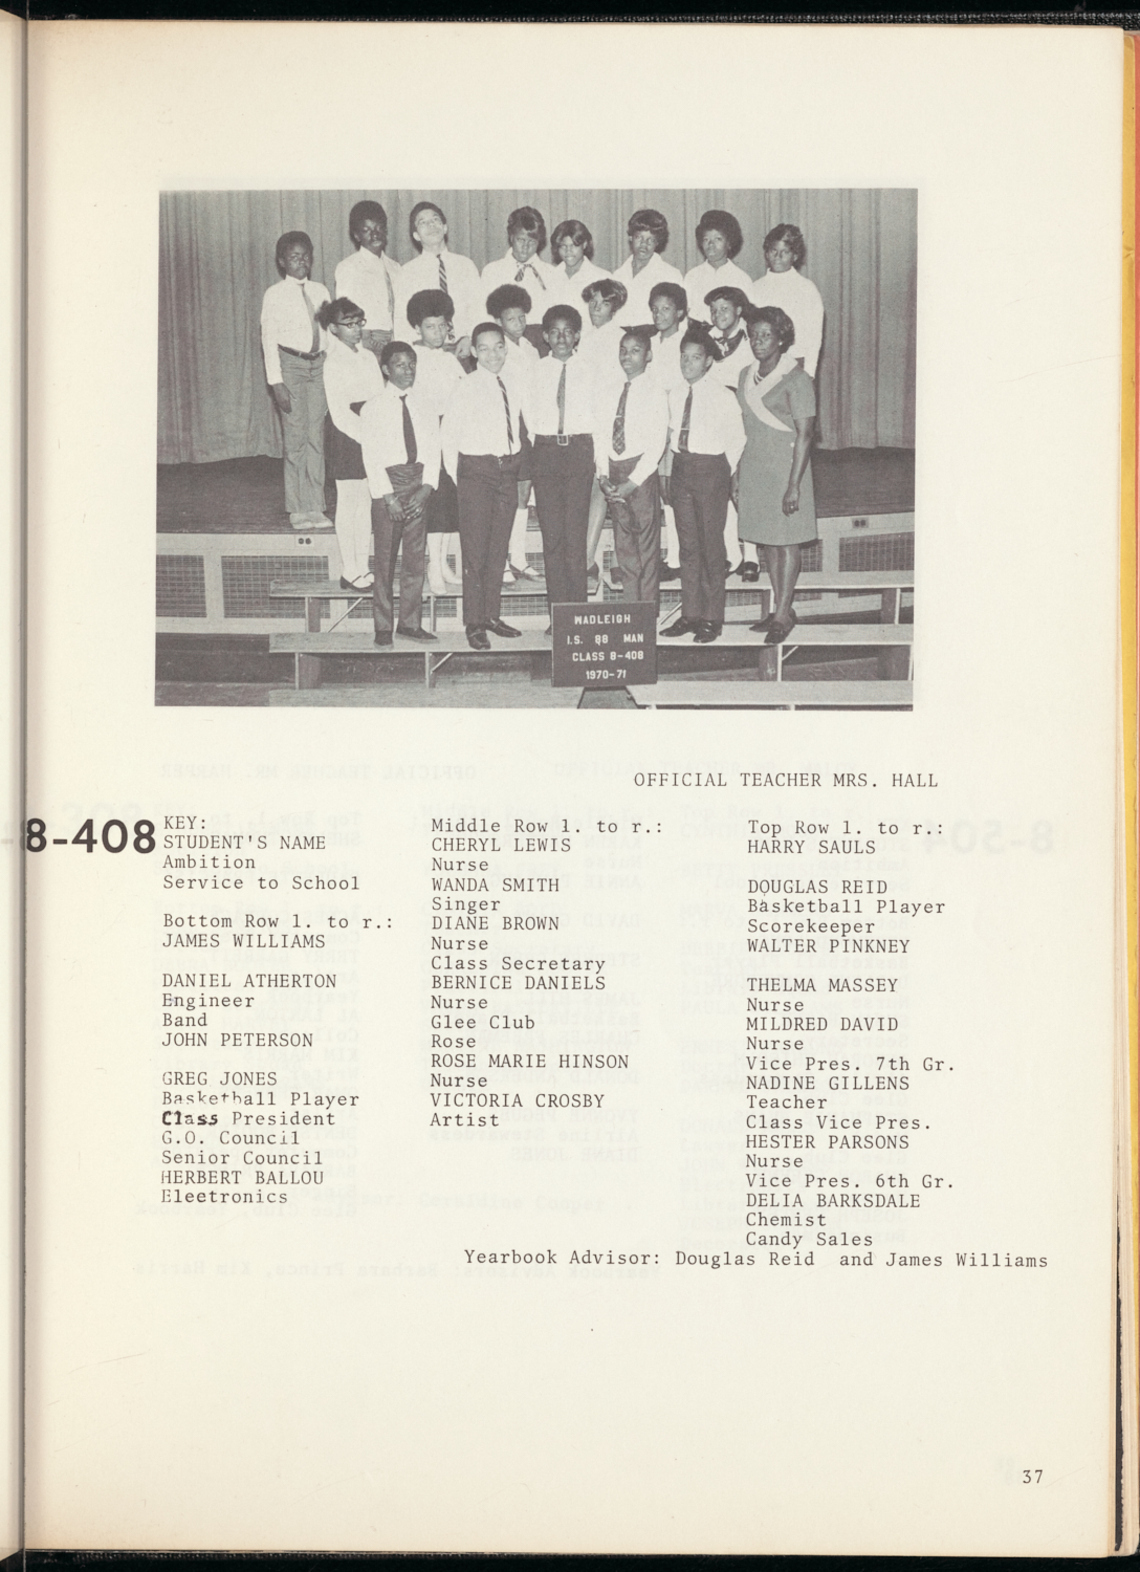 WADLEIGH
I.S. 88 MAN
CLASS 8-408
1970-71
OFFICIAL TEACHER MRS. HALL
8-408
KEY:
STUDENT'S NAME
Ambition
Service to School
Bottom Row l. to r.:
JAMES WILLIAMS
DANIEL ATHERTON
Engineer
Band
JOHN PETERSON
GREG JONES
Basketball Player
Class President
G.O. Council
Senior Council
HERBERT BALLOU
Eleetronics
Middle Row l. to r.:
CHERYL LEWIS
Nurse
WANDA SMITH
Singer
DIANE BROWN
Nurse
Class Secretary
BERNICE DANIELS
Nurse
Glee Club
Rose
ROSE MARIE HINSON
Nurse
VICTORIA CROSBY
Artist
Top Row l. to r.:
HARRY SAULS
DOUGLAS REID
Basketball Player
Scorekeeper
WALTER PINKNEY
THELMA MASSEY
Nurse
MILDRED DAVID
Nurse
Vice Pres. 7th Gr.
NADINE GILLENS
Teacher
Class Vice Pres.
HESTER PARSONS
Nurse
Vice Pres. 6th Gr.
DELIA BARKSDALE
Chemist
Candy Sales
Yearbook Advisor: Douglas Reid and James Williams
37